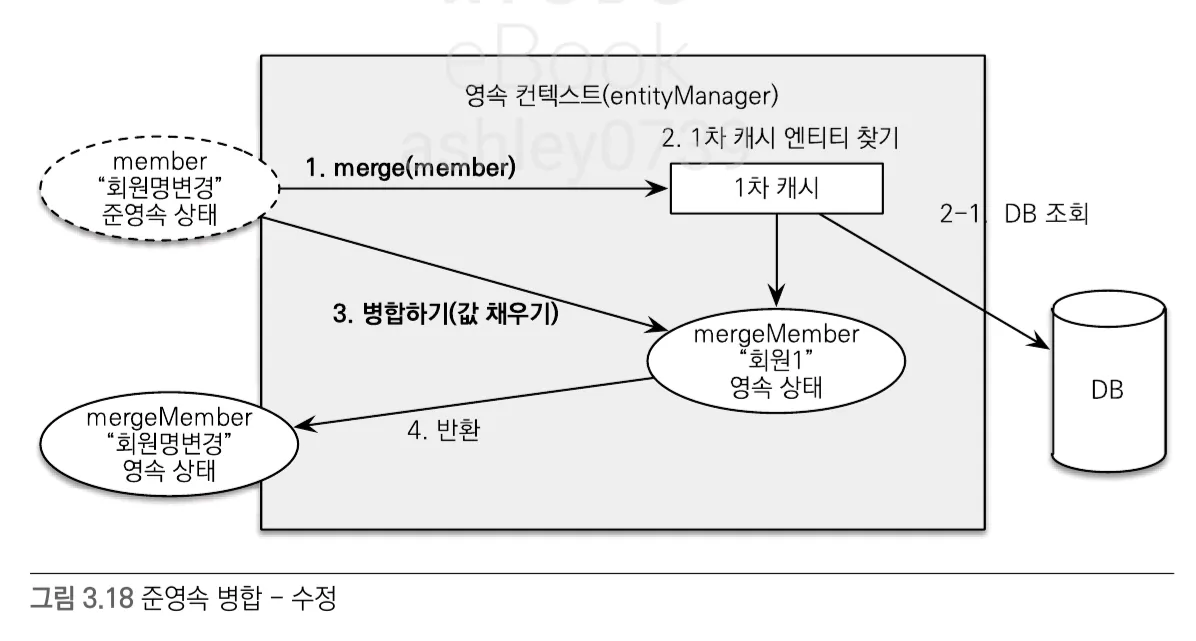 eBook
영속 컨텍스트(entityManager)
ashley0739
2. 1차 캐시 엔티티 찾기
member
“회원명변경”
준영속 상태
1. merge(member)
1차 캐시
2-1. DB 조회
3. 병합하기(값 채우기)
mergeMember
“회원1”
영속 상태
DB
mergeMember
“회원명변경”
영속 상태
4. 반환
그림 3.18 준영속 병합 – 수정